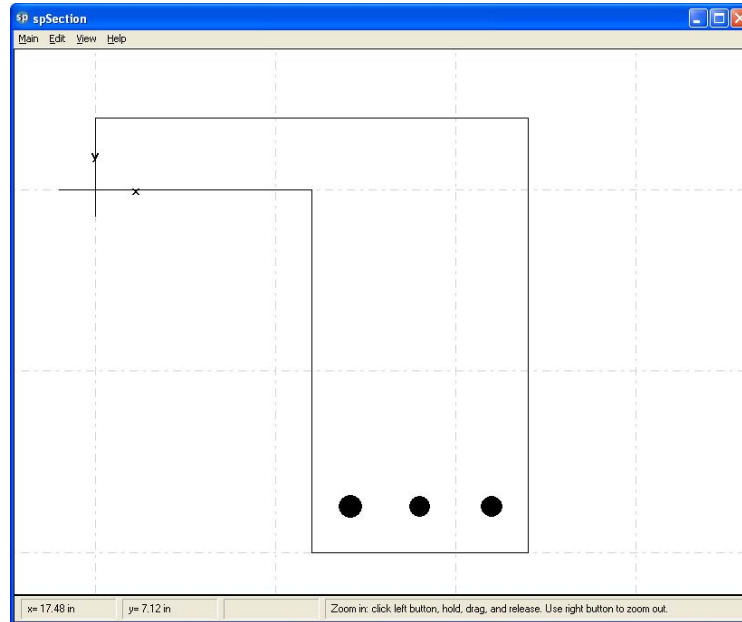 sp spSection
Main Edit View Help
y
x
x= 17.48 in y= 7.12 in Zoom in: click left button, hold, drag, and release. Use right button to zoom out.